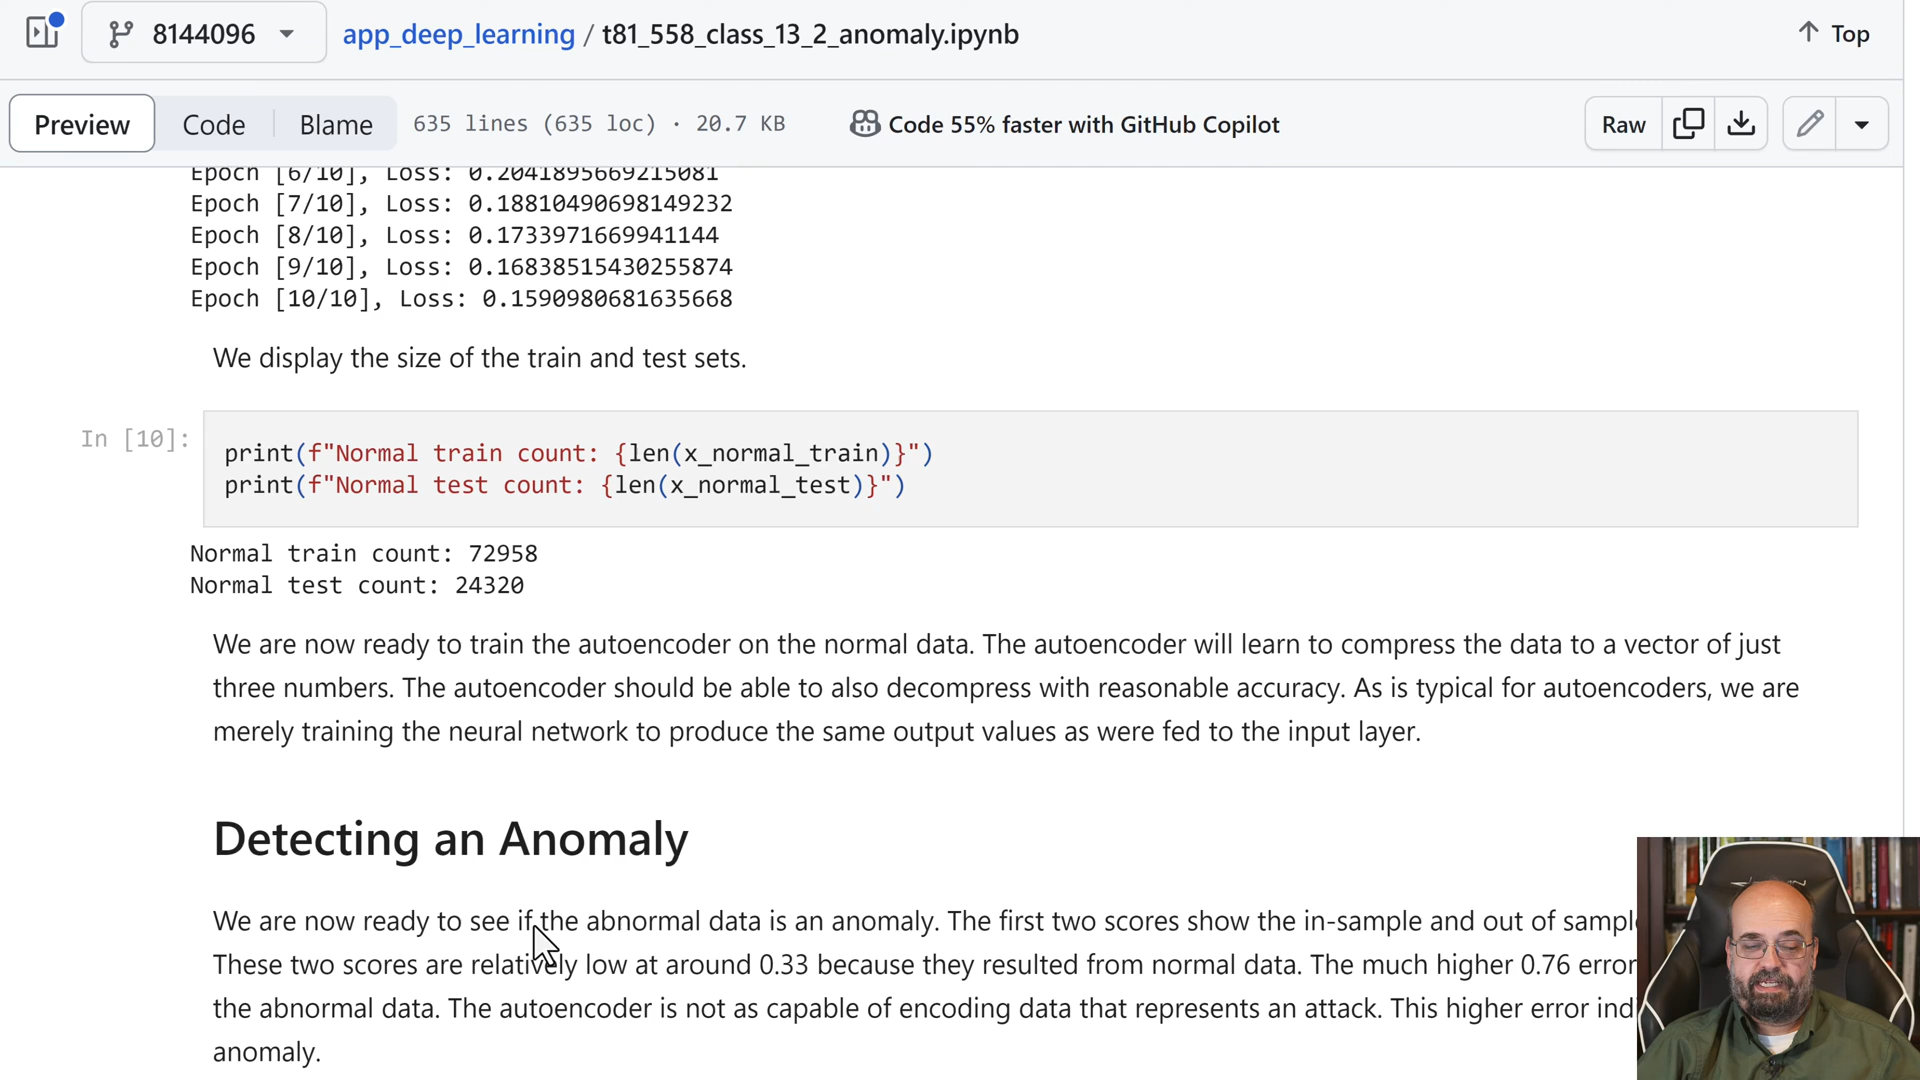 8144096 app_deep_learning / t81_558_class_13_2_anomaly.ipynb Top
Preview Code Blame 635 lines (635 loc) · 20.7 KB Code 55% faster with GitHub Copilot Raw
Epoch [6/10], Loss: 0.2041895669215081
Epoch [7/10], Loss: 0.18810490698149232
Epoch [8/10], Loss: 0.1733971669941144
Epoch [9/10], Loss: 0.16838515430255874
Epoch [10/10], Loss: 0.1590980681635668
We display the size of the train and test sets.
In [10]:
print(f"Normal train count: {len(x_normal_train)}")
print(f"Normal test count: {len(x_normal_test)}")
Normal train count: 72958
Normal test count: 24320
We are now ready to train the autoencoder on the normal data. The autoencoder will learn to compress the data to a vector of just
three numbers. The autoencoder should be able to also decompress with reasonable accuracy. As is typical for autoencoders, we are
merely training the neural network to produce the same output values as were fed to the input layer.
Detecting an Anomaly
We are now ready to see if the abnormal data is an anomaly. The first two scores show the in-sample and out of sampl
These two scores are relatively low at around 0.33 because they resulted from normal data. The much higher 0.76 error
the abnormal data. The autoencoder is not as capable of encoding data that represents an attack. This higher error ind
anomaly.